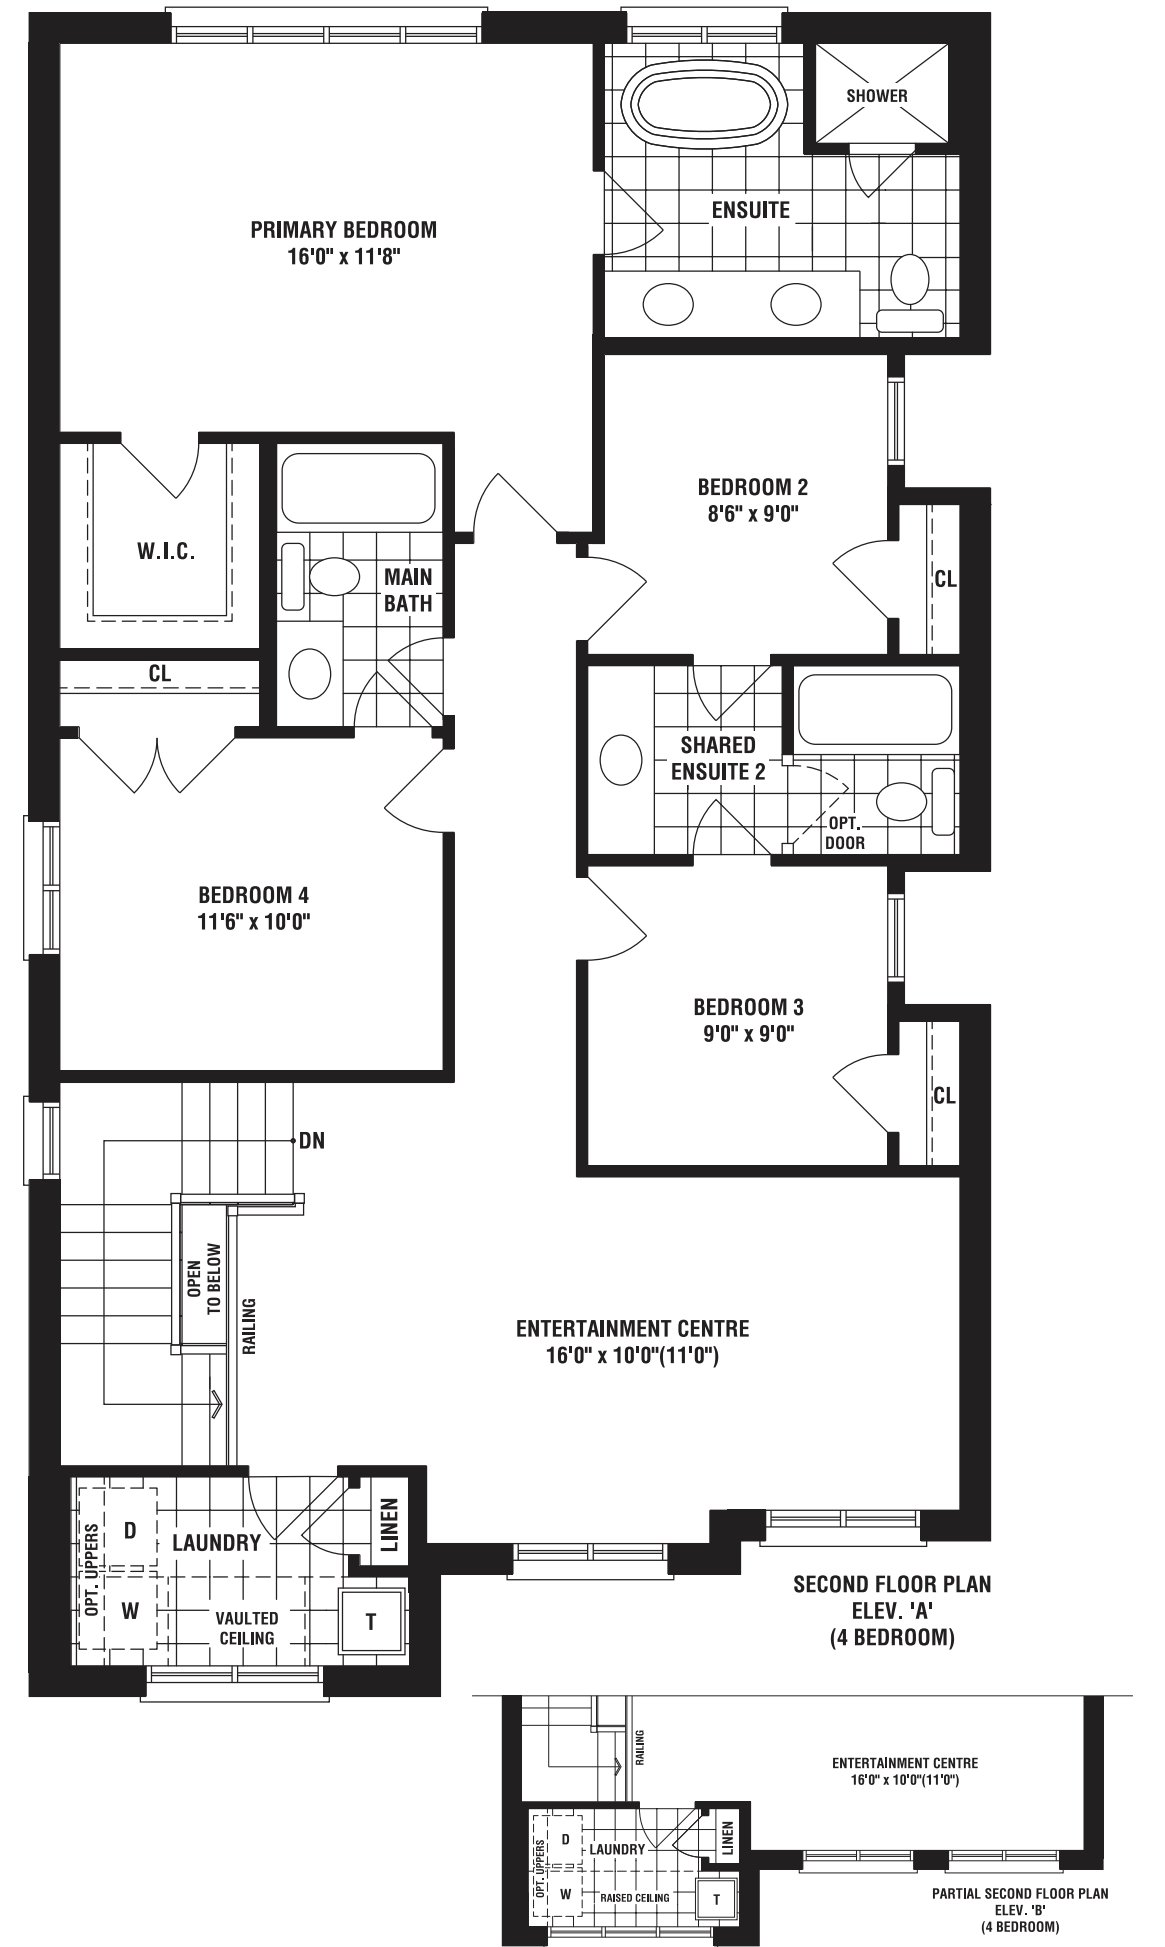 SHOWER
ENSUITE
PRIMARY BEDROOM
16'0" x 11'8"
BEDROOM 2
8'6" x 9'0"
W.I.C.
MAIN
BATH
CL
CL
SHARED
ENSUITE 2
OPT.
DOOR
BEDROOM 4
11'6" x 10'0"
BEDROOM 3
9'0" x 9'0"
CL
DN
OPEN
TO BELOW
RAILING
ENTERTAINMENT CENTRE
16'0" x 10'0"(11'0")
OPT. UPPERS
D
LAUNDRY
LINEN
W
VAULTED
CEILING
T
SECOND FLOOR PLAN
ELEV. 'A'
(4 BEDROOM)
RAILING
ENTERTAINMENT CENTRE
16'0" x 10'0"(11'0")
OPT. UPPERS
D
LAUNDRY
LINEN
W
RAISED CEILING
T
PARTIAL SECOND FLOOR PLAN
ELEV. 'B'
(4 BEDROOM)